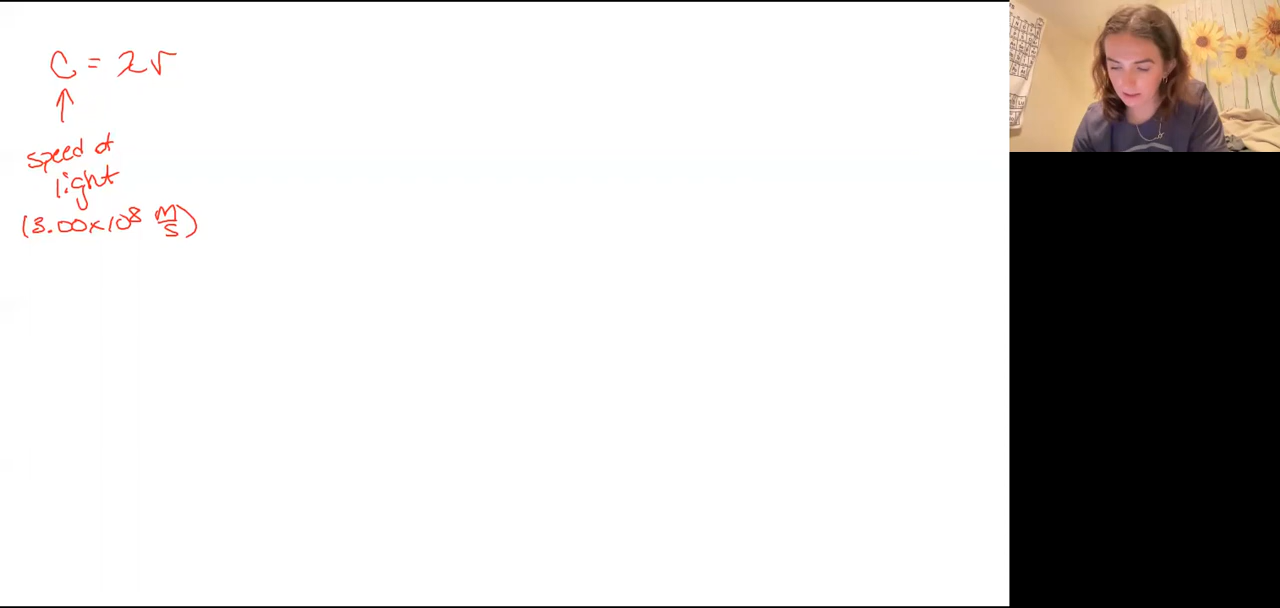 C = λν
↑
speed of
light
(3.00×10⁸ m/s)